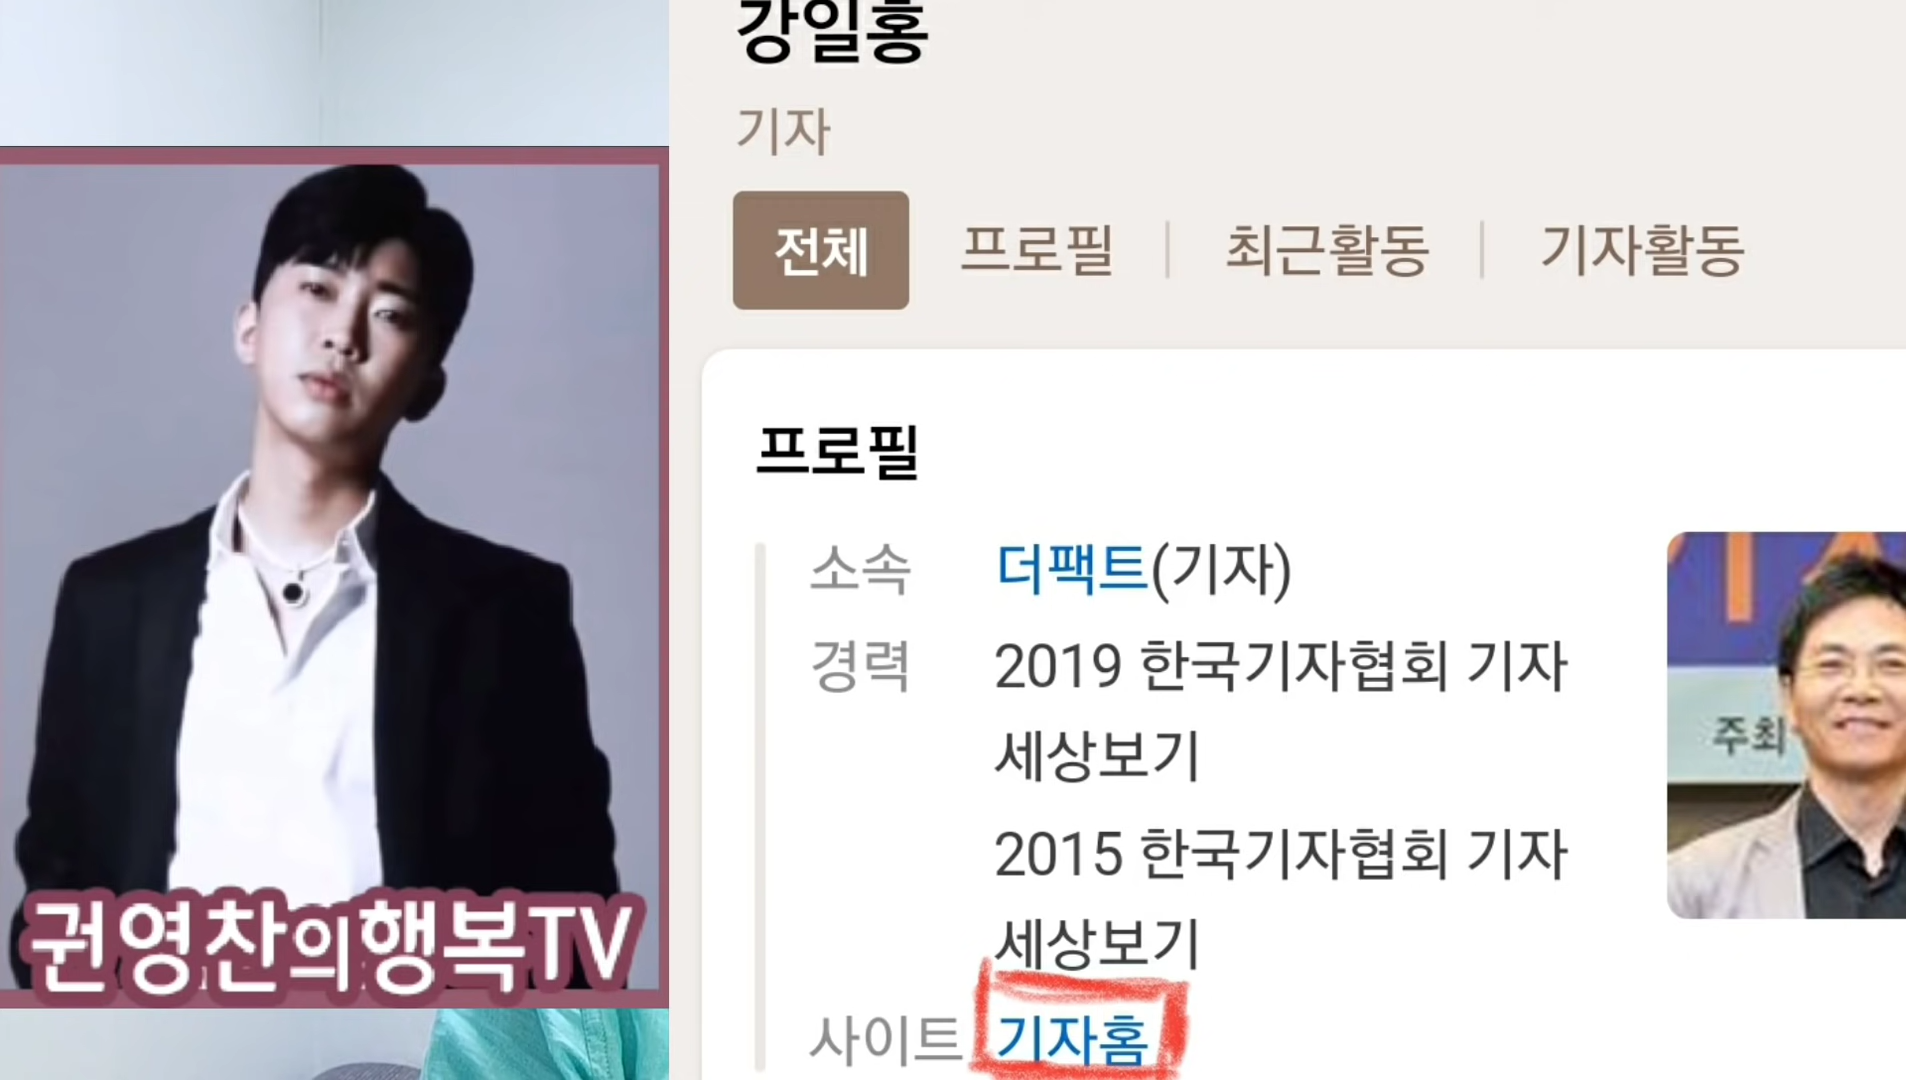 강일홍
기자
전체 프로필 최근활동 기자활동
프로필
소속 더팩트(기자)
경력 2019 한국기자협회 기자
세상보기
2015 한국기자협회 기자
세상보기
사이트 기자홈
주최
권영찬의행복TV